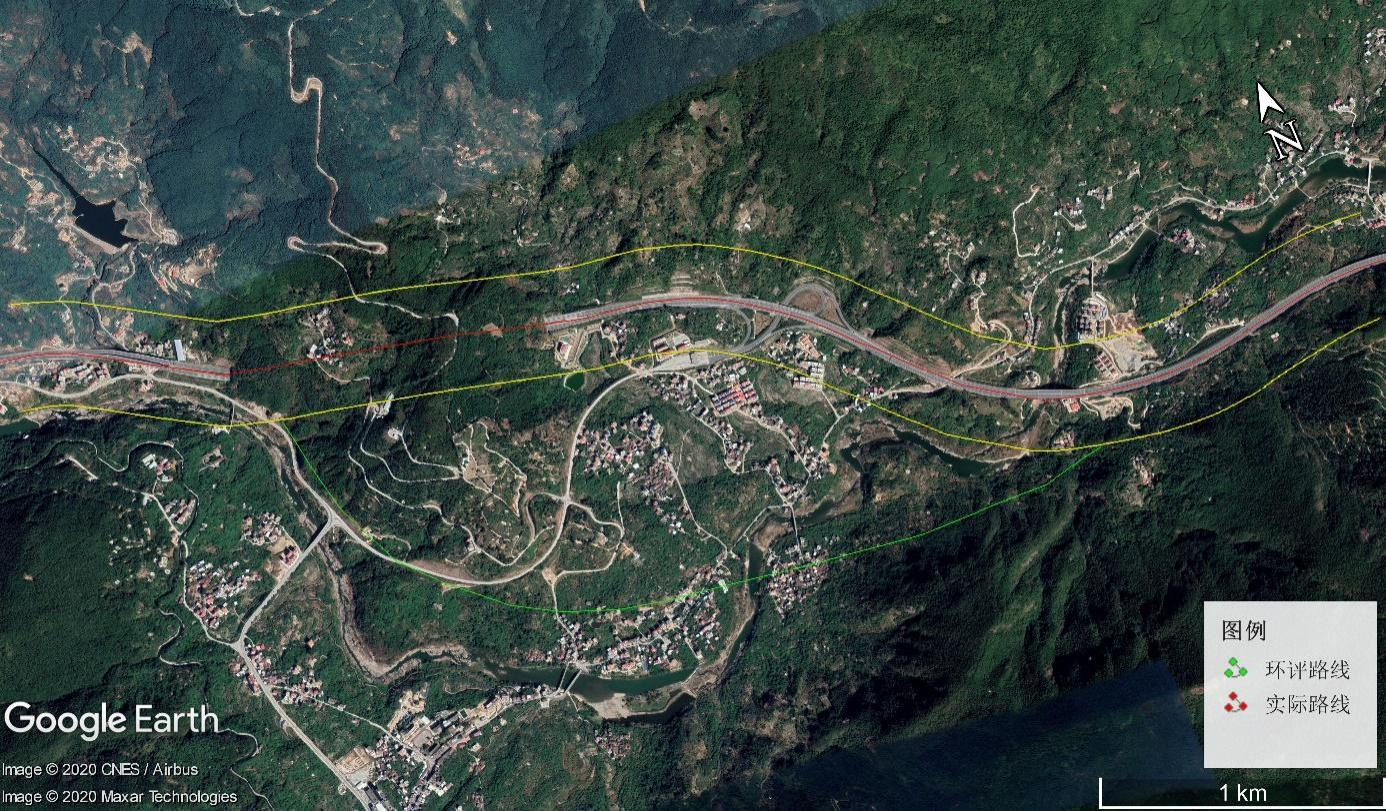 N
图例
环评路线
实际路线
Google Earth
Image © 2020 CNES / Airbus
Image © 2020 Maxar Technologies
1 km